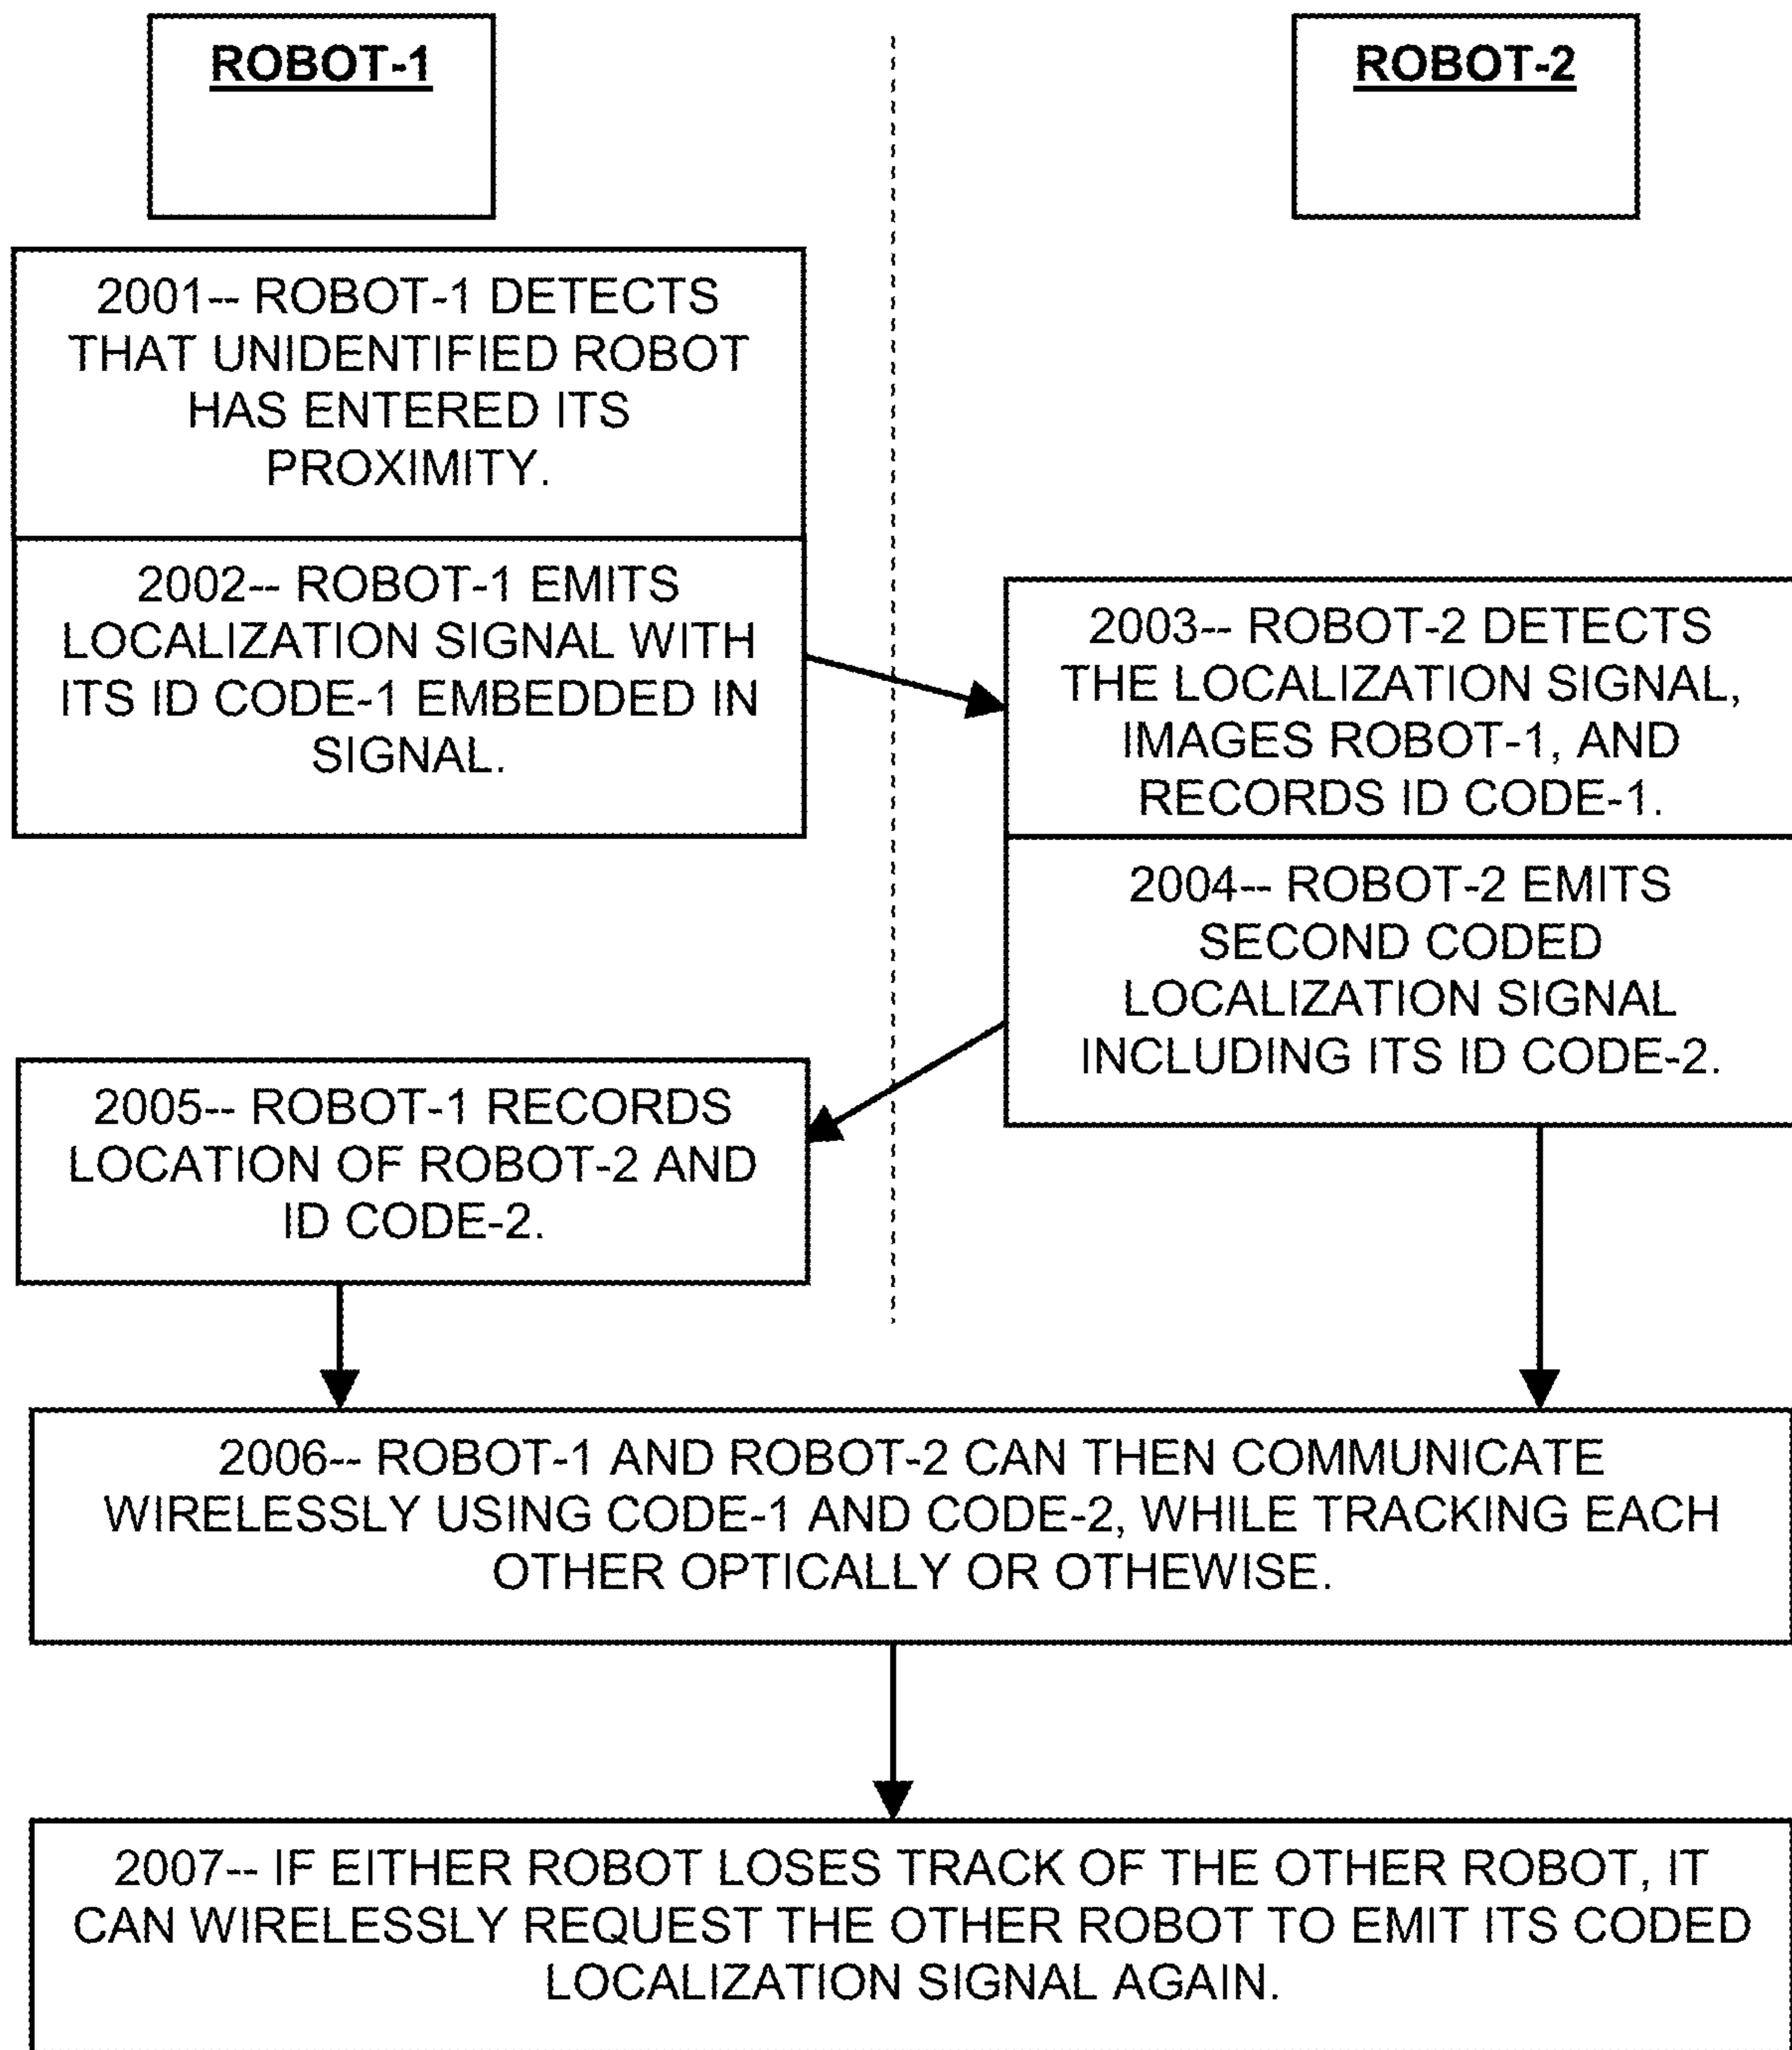 ROBOT-1
ROBOT-2
2001-- ROBOT-1 DETECTS
THAT UNIDENTIFIED ROBOT
HAS ENTERED ITS
PROXIMITY.
2002-- ROBOT-1 EMITS
LOCALIZATION SIGNAL WITH
ITS ID CODE-1 EMBEDDED IN
SIGNAL.
2003-- ROBOT-2 DETECTS
THE LOCALIZATION SIGNAL,
IMAGES ROBOT-1, AND
RECORDS ID CODE-1.
2004-- ROBOT-2 EMITS
SECOND CODED
LOCALIZATION SIGNAL
INCLUDING ITS ID CODE-2.
2005-- ROBOT-1 RECORDS
LOCATION OF ROBOT-2 AND
ID CODE-2.
2006-- ROBOT-1 AND ROBOT-2 CAN THEN COMMUNICATE
WIRELESSLY USING CODE-1 AND CODE-2, WHILE TRACKING EACH
OTHER OPTICALLY OR OTHEWISE.
2007-- IF EITHER ROBOT LOSES TRACK OF THE OTHER ROBOT, IT
CAN WIRELESSLY REQUEST THE OTHER ROBOT TO EMIT ITS CODED
LOCALIZATION SIGNAL AGAIN.